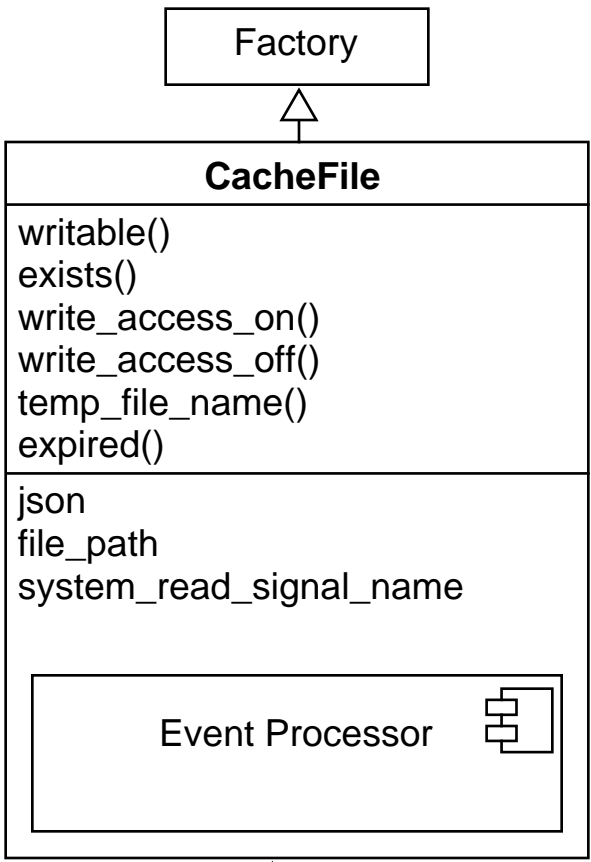 Factory
CacheFile
writable()
exists()
write_access_on()
write_access_off()
temp_file_name()
expired()
json
file_path
system_read_signal_name
Event Processor